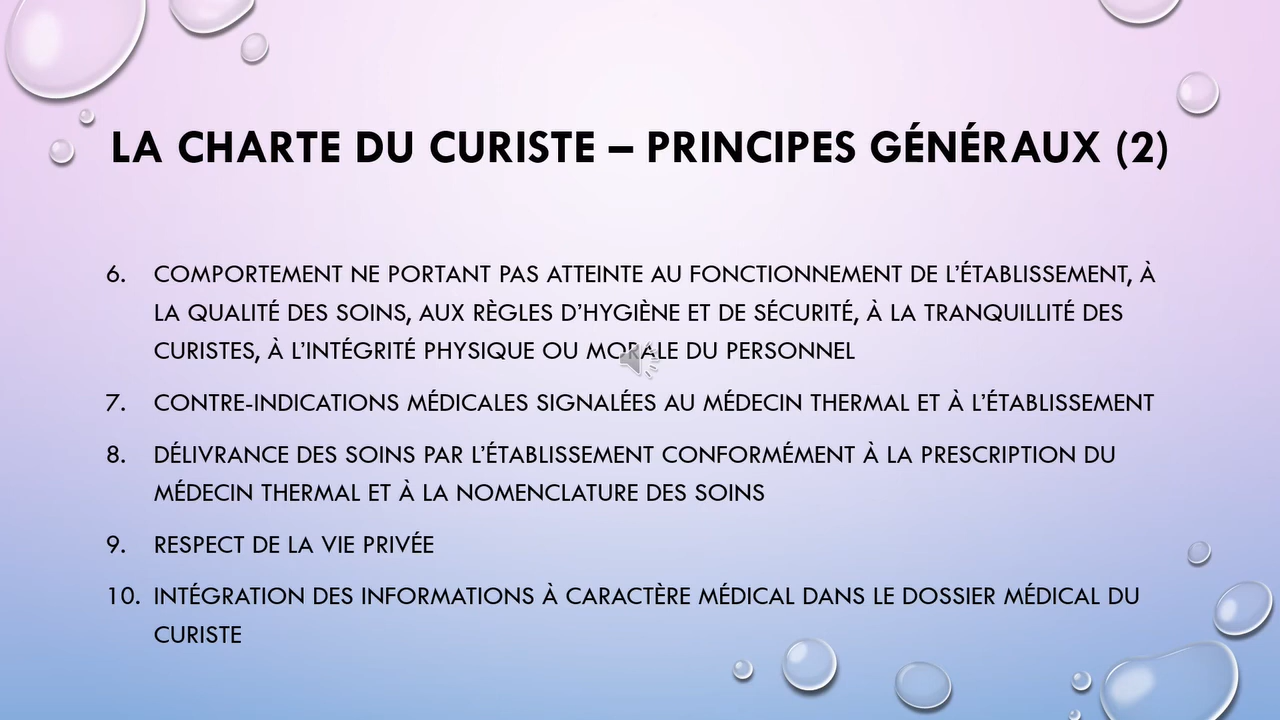 LA CHARTE DU CURISTE – PRINCIPES GÉNÉRAUX (2)
6. COMPORTEMENT NE PORTANT PAS ATTEINTE AU FONCTIONNEMENT DE L’ÉTABLISSEMENT, À
LA QUALITÉ DES SOINS, AUX RÈGLES D’HYGIÈNE ET DE SÉCURITÉ, À LA TRANQUILLITÉ DES
CURISTES, À L’INTÉGRITÉ PHYSIQUE OU MORALE DU PERSONNEL
7. CONTRE-INDICATIONS MÉDICALES SIGNALÉES AU MÉDECIN THERMAL ET À L’ÉTABLISSEMENT
8. DÉLIVRANCE DES SOINS PAR L’ÉTABLISSEMENT CONFORMÉMENT À LA PRESCRIPTION DU
MÉDECIN THERMAL ET À LA NOMENCLATURE DES SOINS
9. RESPECT DE LA VIE PRIVÉE
10. INTÉGRATION DES INFORMATIONS À CARACTÈRE MÉDICAL DANS LE DOSSIER MÉDICAL DU
CURISTE